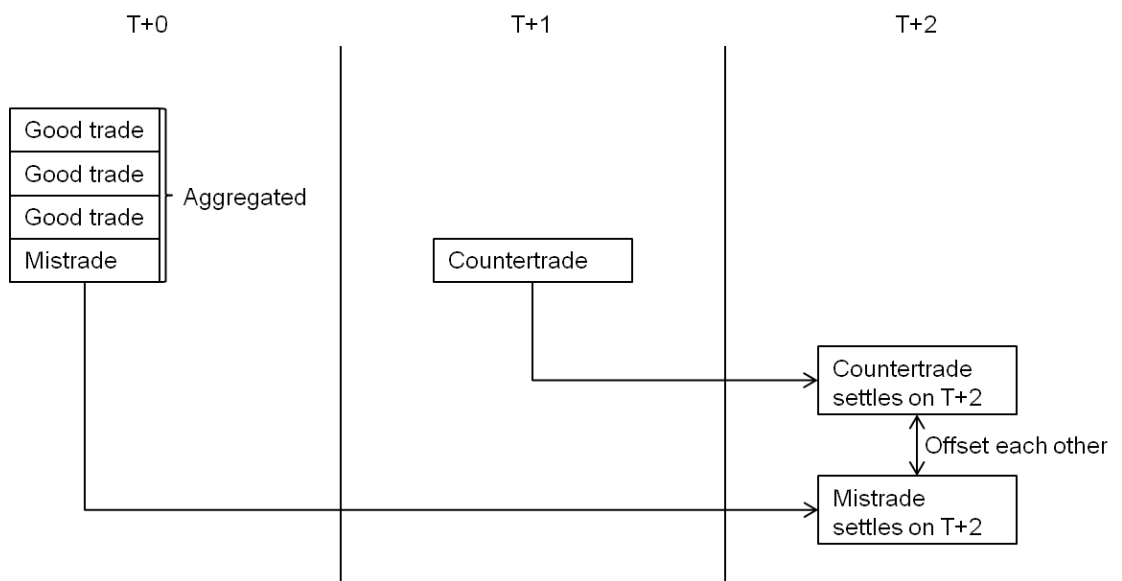 T+0
T+1
T+2
Good trade
Good trade
Aggregated
Good trade
Mistrade
Countertrade
Countertrade
settles on T+2
Offset each other
Mistrade
settles on T+2